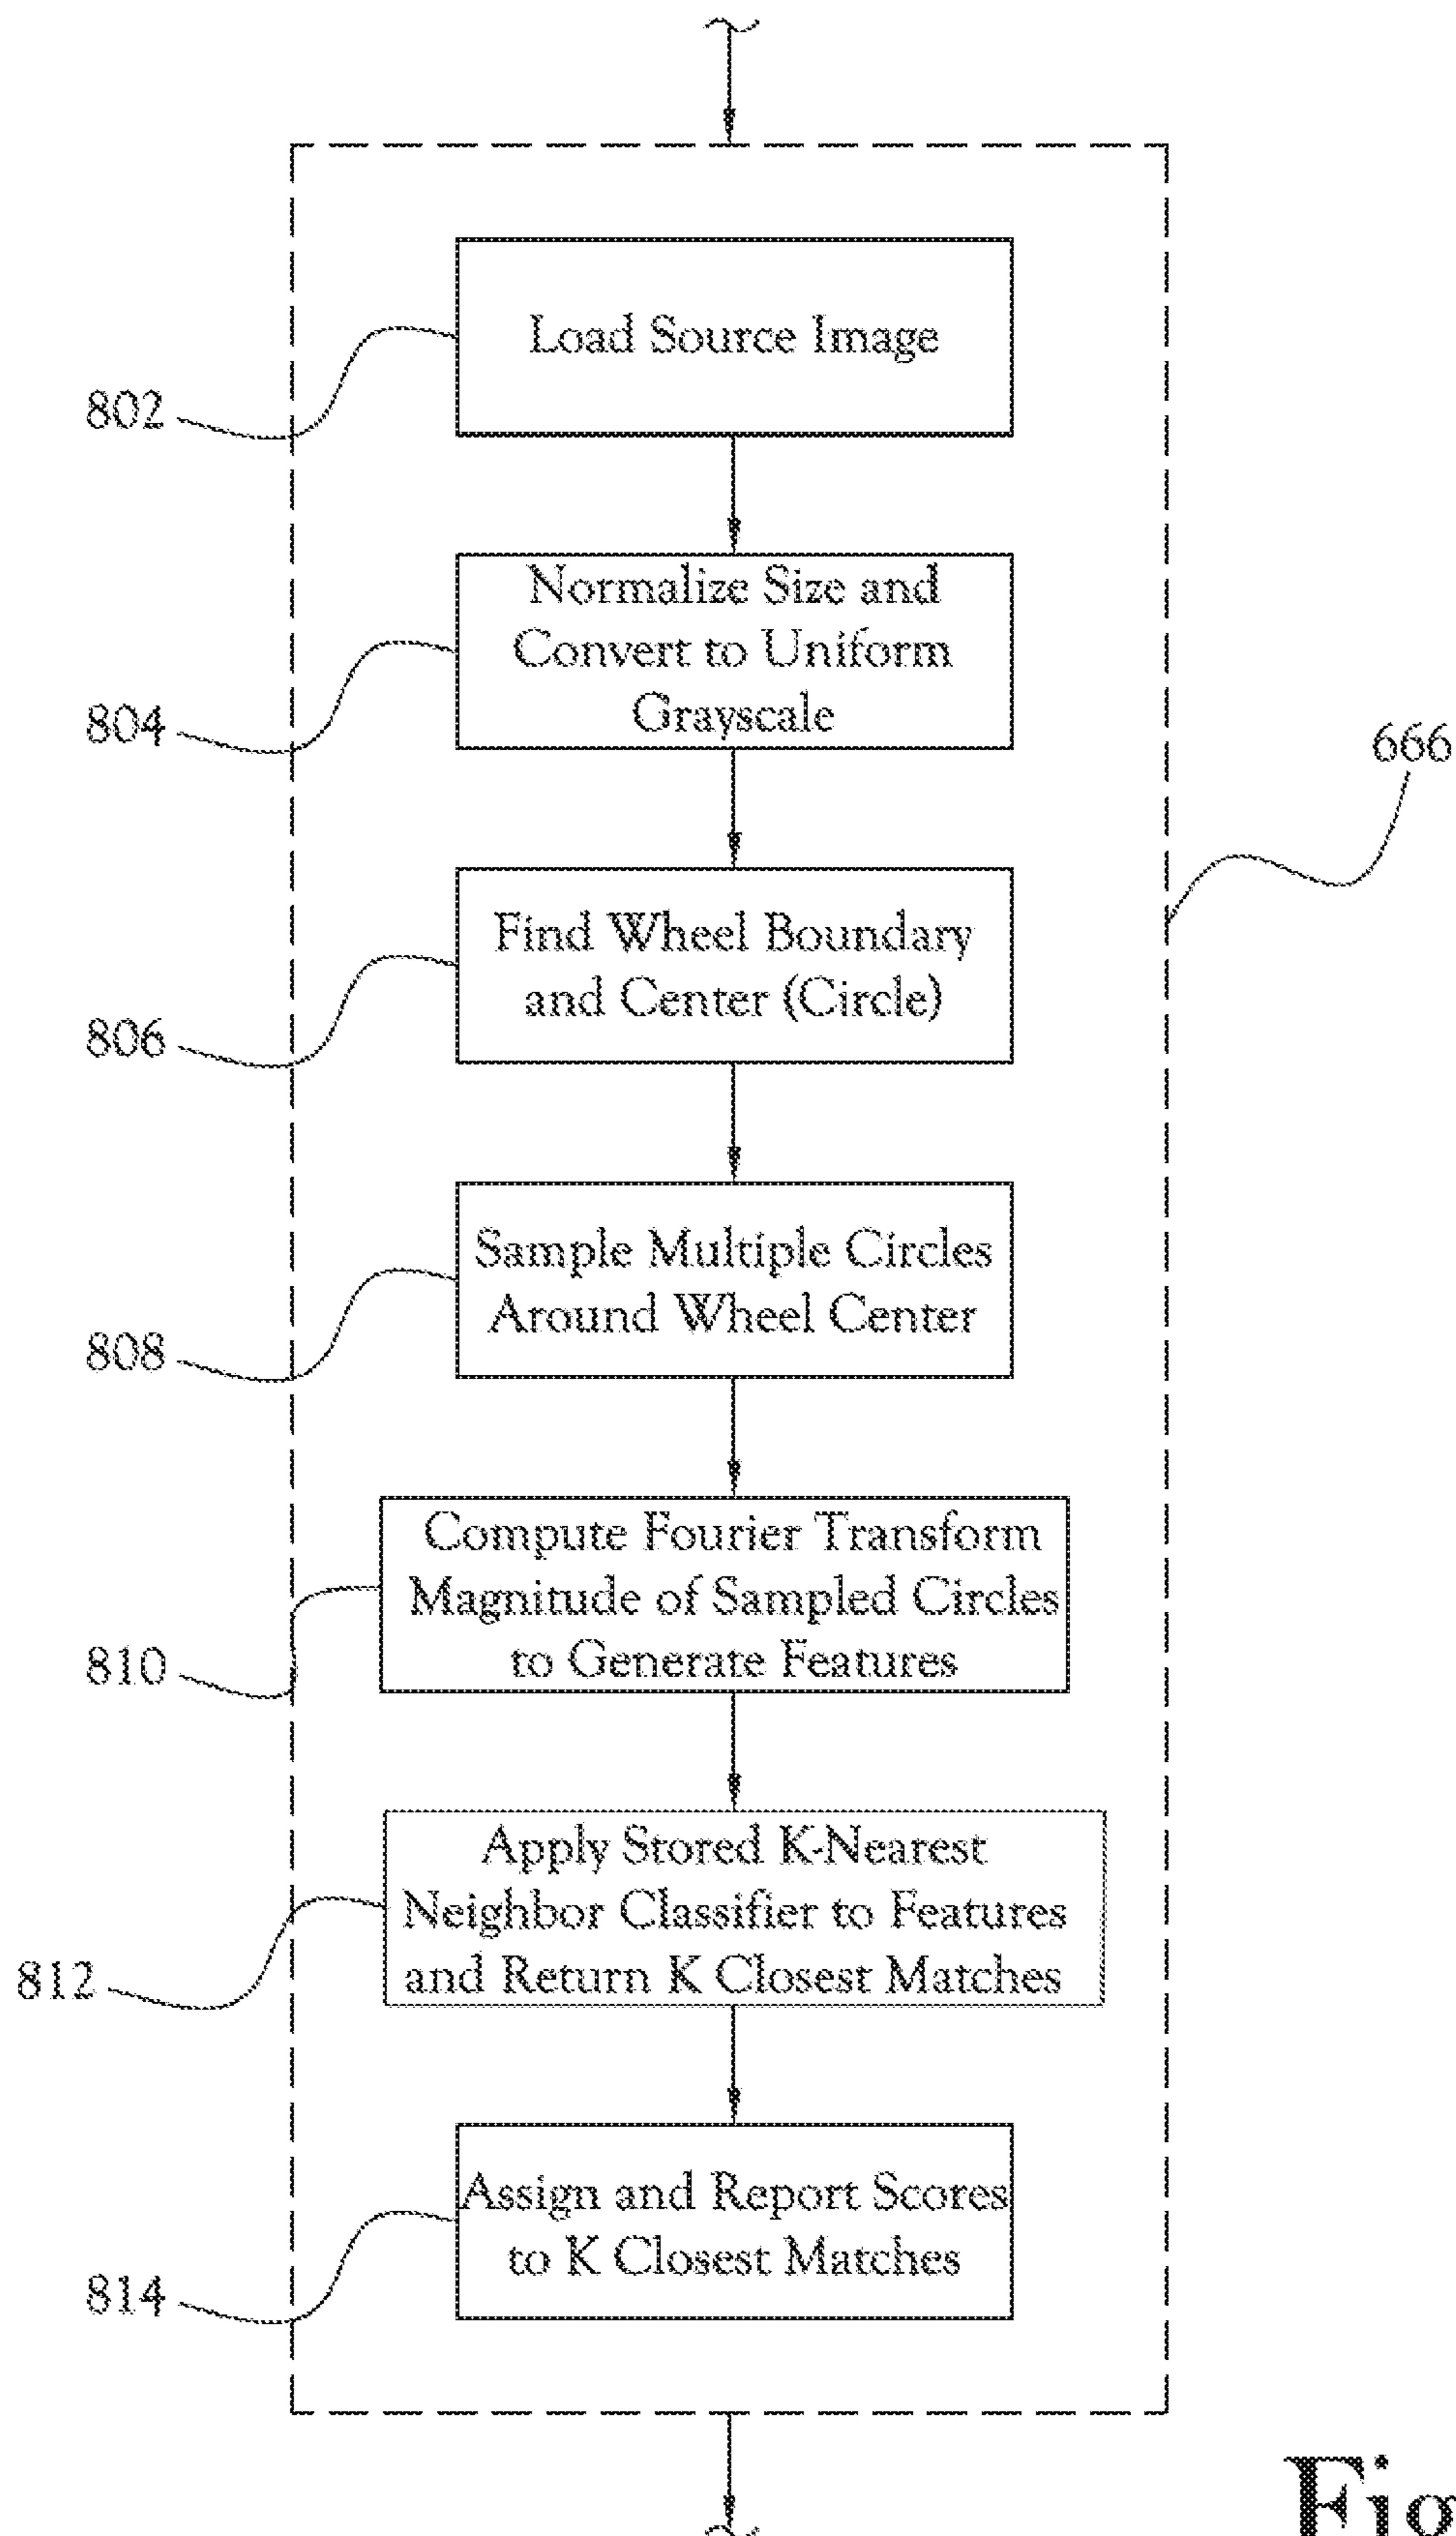 Load Source Image
802
Normalize Size and
Convert to Uniform
Grayscale
804
666
Find Wheel Boundary
and Center (Circle)
806
Sample Multiple Circles
Around Wheel Center
808
Compute Fourier Transform
Magnitude of Sampled Circles
to Generate Features
810
Apply Stored K-Nearest
Neighbor Classifier to Features
and Return K Closest Matches
812
Assign and Report Scores
to K Closest Matches
814
Fig